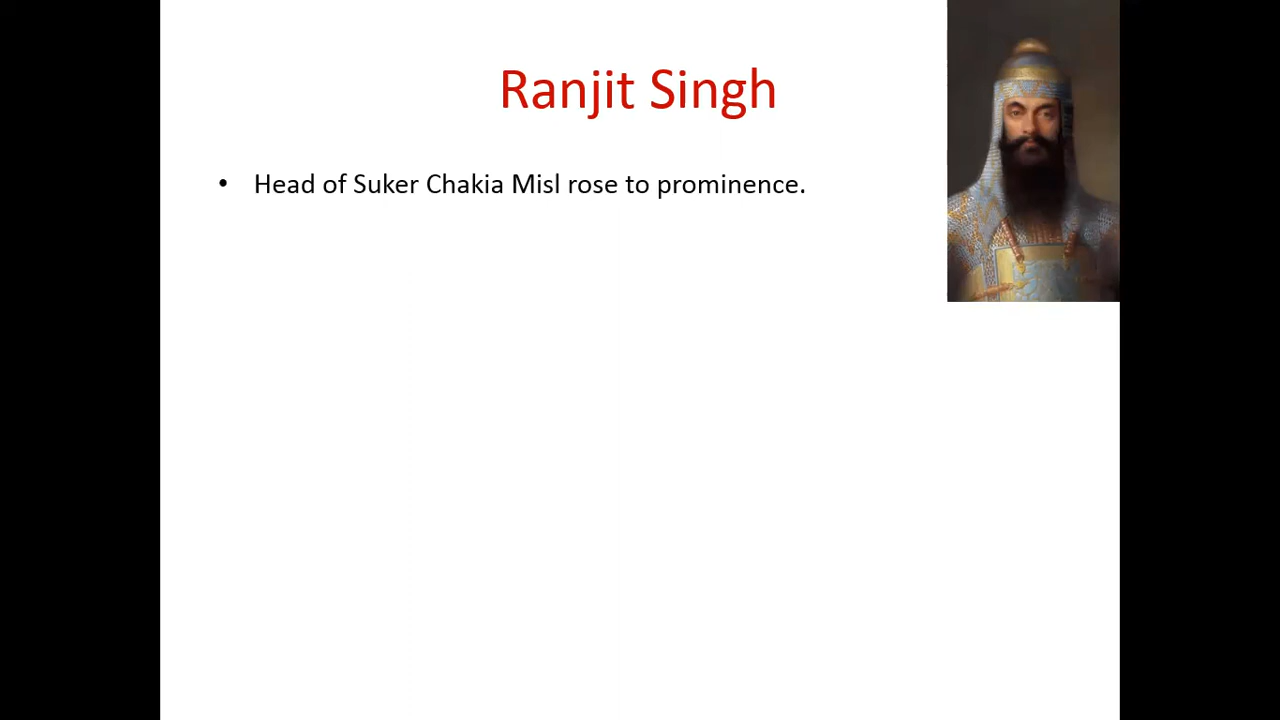 Ranjit Singh
• Head of Suker Chakia Misl rose to prominence.